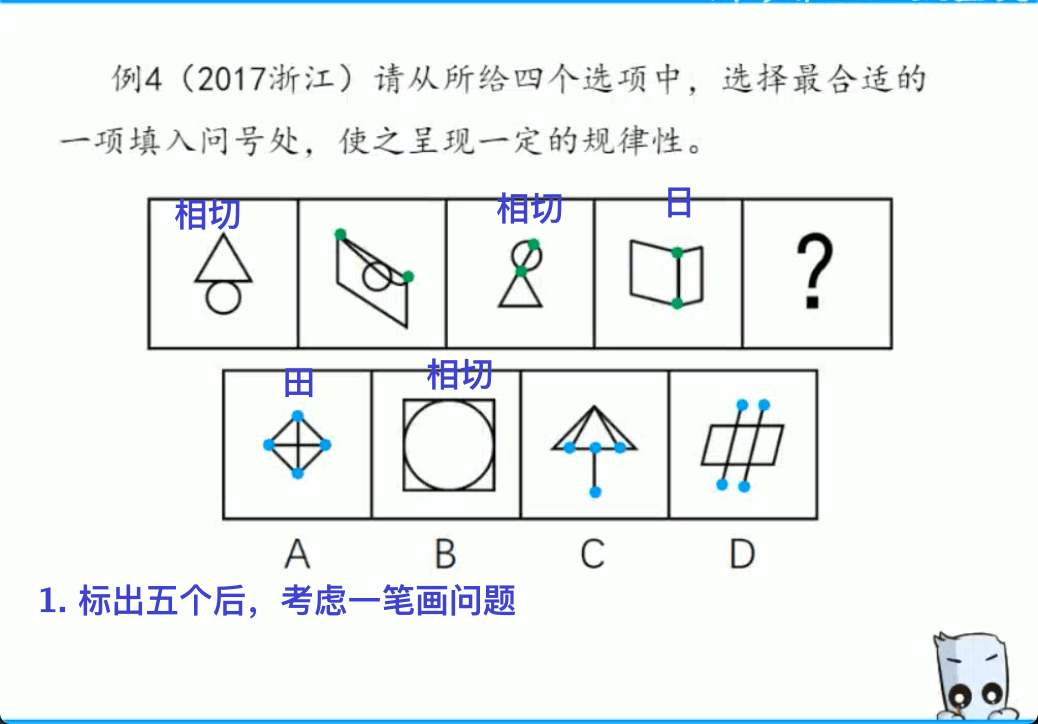 例4（2017浙江）请从所给四个选项中，选择最合适的
一项填入问号处，使之呈现一定的规律性。
相切 相切 日
?
田 相切
A B C D
1. 标出五个后，考虑一笔画问题